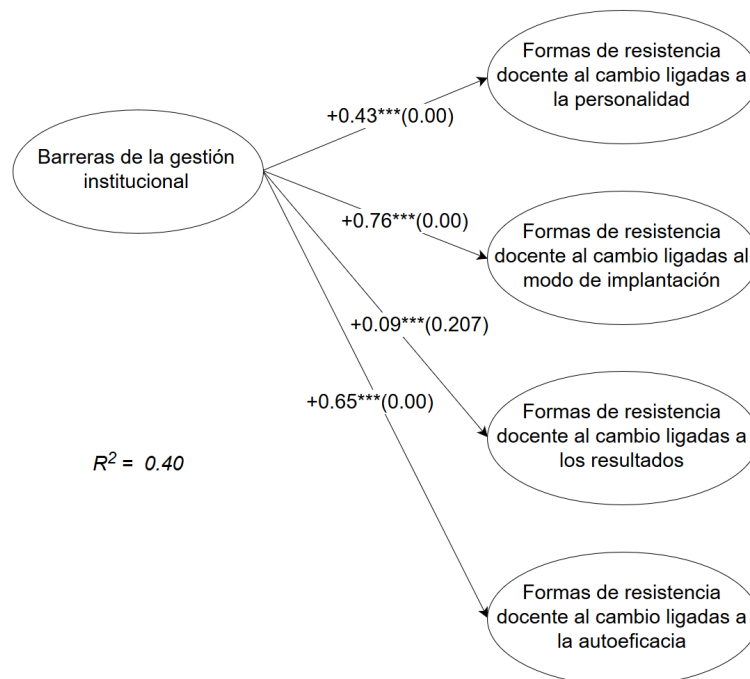 Formas de resistencia
docente al cambio ligadas a
la personalidad
+0.43***(0.00)
Barreras de la gestión
institucional
+0.76***(0.00)
Formas de resistencia
docente al cambio ligadas al
modo de implantación
+0.09***(0.207)
+0.65***(0.00)
Formas de resistencia
docente al cambio ligadas a
los resultados
R² = 0.40
Formas de resistencia
docente al cambio ligadas a
la autoeficacia